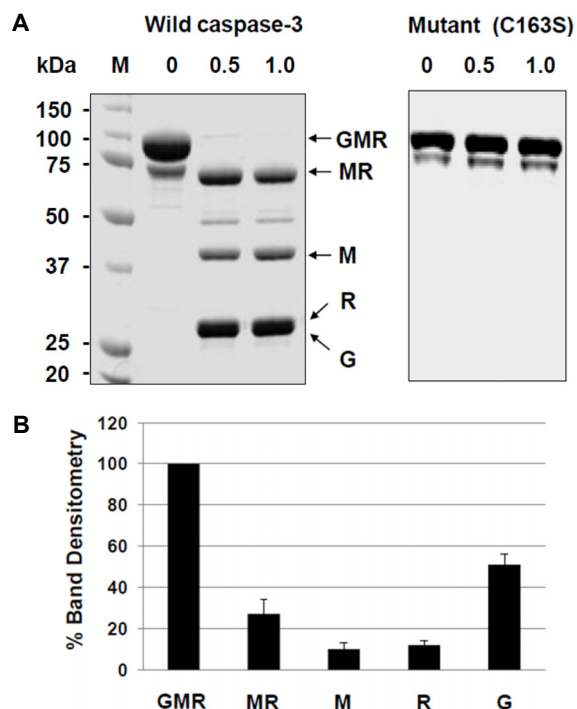 A
Wild caspase-3
Mutant (C163S)
kDa M 0 0.5 1.0
0 0.5 1.0
150 -
100 -
75 -
50 -
37 -
25 -
20 -
GMR
MR
M
R
G
B
% Band Densitometry
120
100
80
60
40
20
0
GMR MR M R G